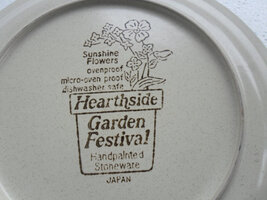 Sunshine
Flowers
ovenproof
micro-oven proof
dishwasher safe
Hearthside
Garden
Festival
Handpainted
Stoneware
JAPAN